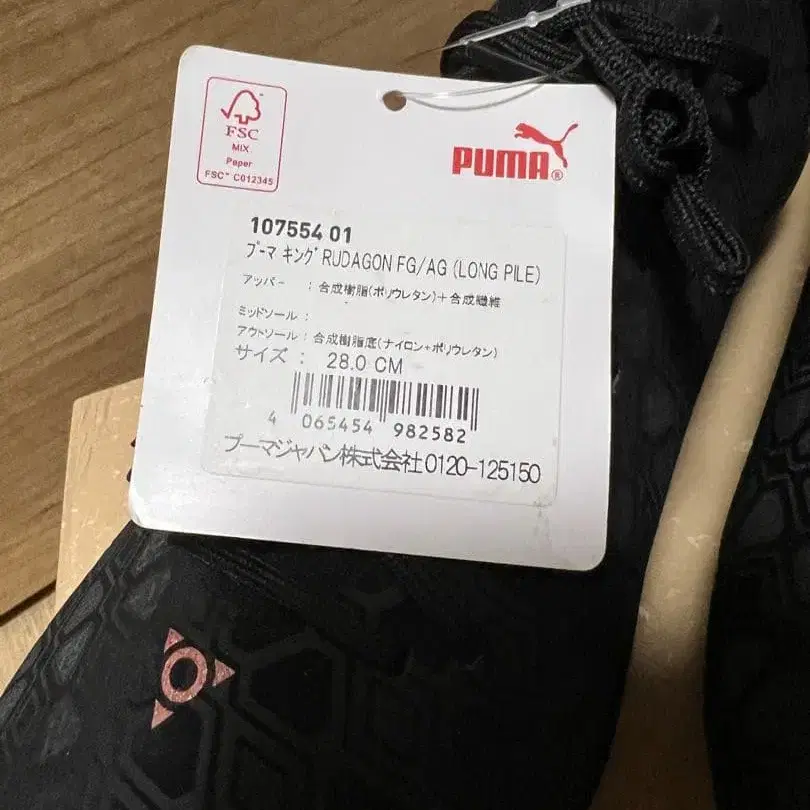 FSC
MIX
Paper
FSC™ C012345
PUMA®
107554 01
プーマ キング RUDAGON FG/AG (LONG PILE)
アッパー : 合成樹脂(ポリウレタン)+合成繊維
ミッドソール :
アウトソール : 合成樹脂底(ナイロン+ポリウレタン)
サイズ : 28.0 CM
4 065454 982582
プーマジャパン株式会社0120-125150